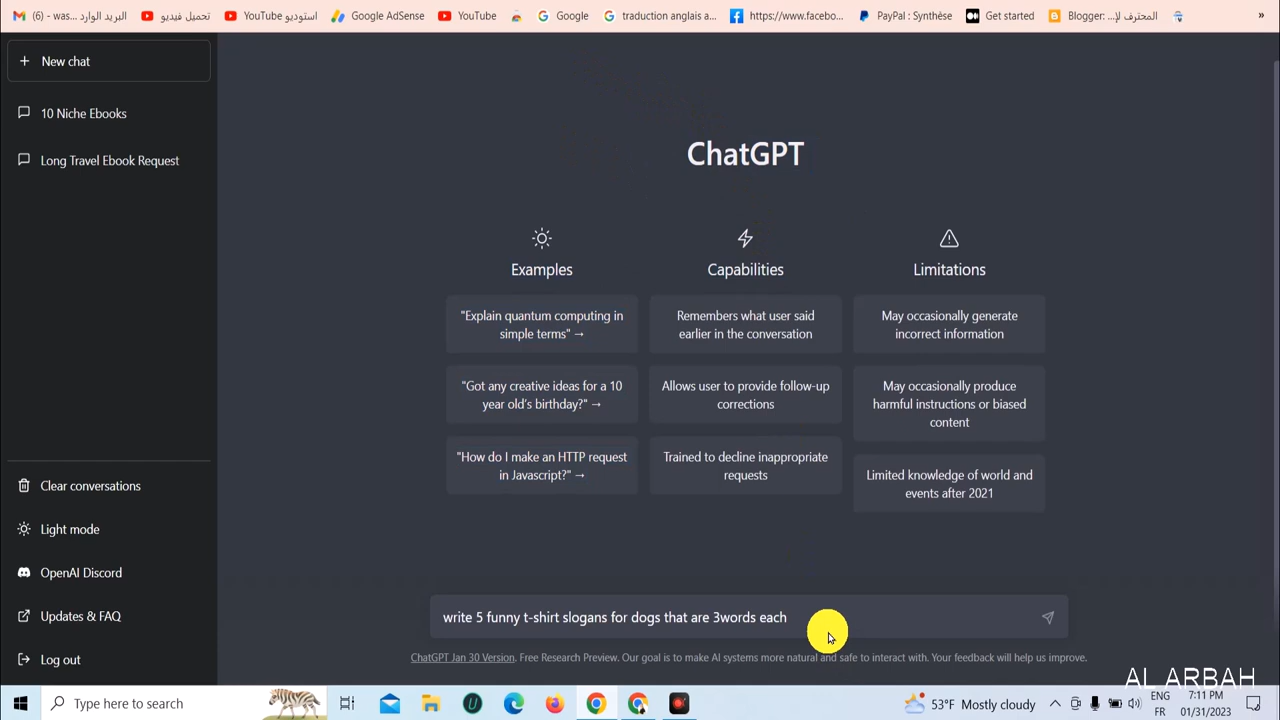 (6) - was... البريد الوارد
تحميل فيديو
استوديو YouTube
Google AdSense
YouTube
Google
traduction anglais a...
https://www.facebo...
PayPal : Synthèse
Get started
Blogger: المحترف لإ...
»
+ New chat
10 Niche Ebooks
Long Travel Ebook Request
ChatGPT
Examples
Capabilities
Limitations
"Explain quantum computing in
simple terms" →
Remembers what user said
earlier in the conversation
May occasionally generate
incorrect information
"Got any creative ideas for a 10
year old's birthday?" →
Allows user to provide follow-up
corrections
May occasionally produce
harmful instructions or biased
content
"How do I make an HTTP request
in Javascript?" →
Trained to decline inappropriate
requests
Limited knowledge of world and
events after 2021
Clear conversations
Light mode
OpenAI Discord
Updates & FAQ
Log out
write 5 funny t-shirt slogans for dogs that are 3words each
ChatGPT Jan 30 Version. Free Research Preview. Our goal is to make AI systems more natural and safe to interact with. Your feedback will help us improve.
AL ARBAH
Type here to search
53°F Mostly cloudy
ENG
FR
7:11 PM
01/31/2023